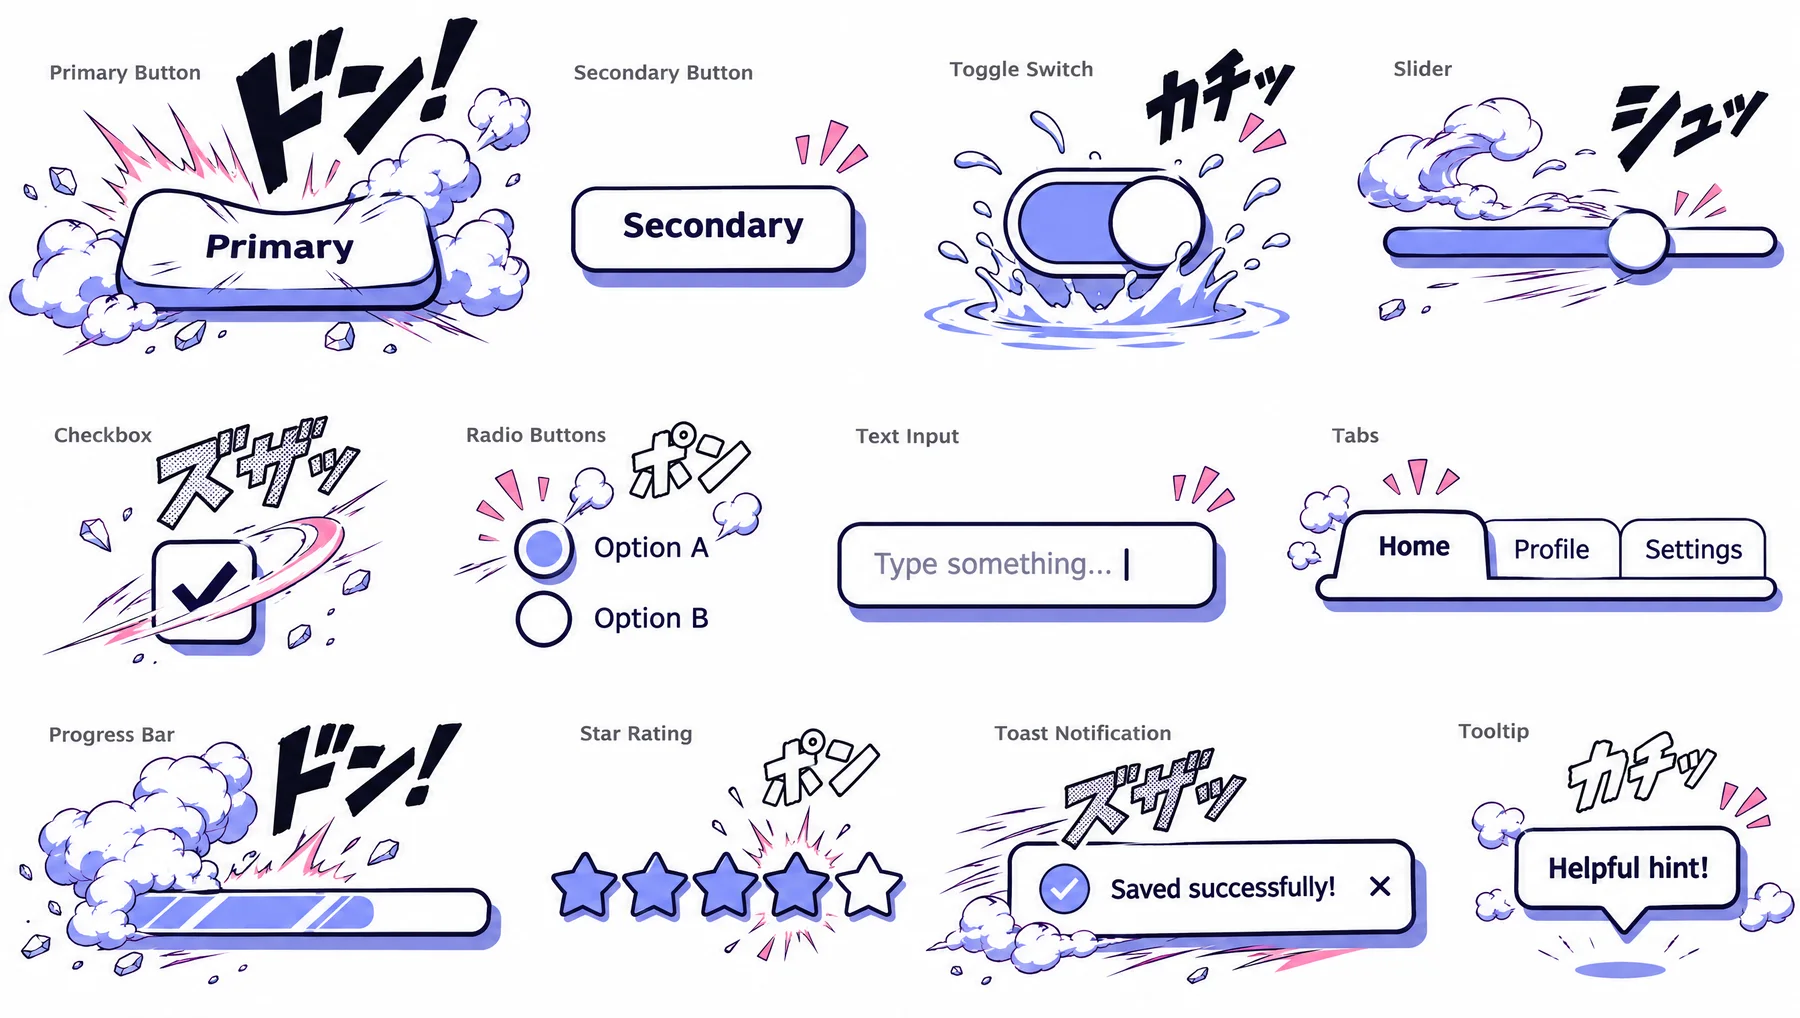 Primary Button
ドン!
Primary
Secondary Button
Secondary
Toggle Switch
カチッ
Slider
シュッ
Checkbox
ズザッ
Radio Buttons
ポン
Option A
Option B
Text Input
Type something...
Tabs
Home
Profile
Settings
Progress Bar
ドン!
Star Rating
ポン
Toast Notification
ズザッ
Saved successfully!
Tooltip
カチッ
Helpful hint!